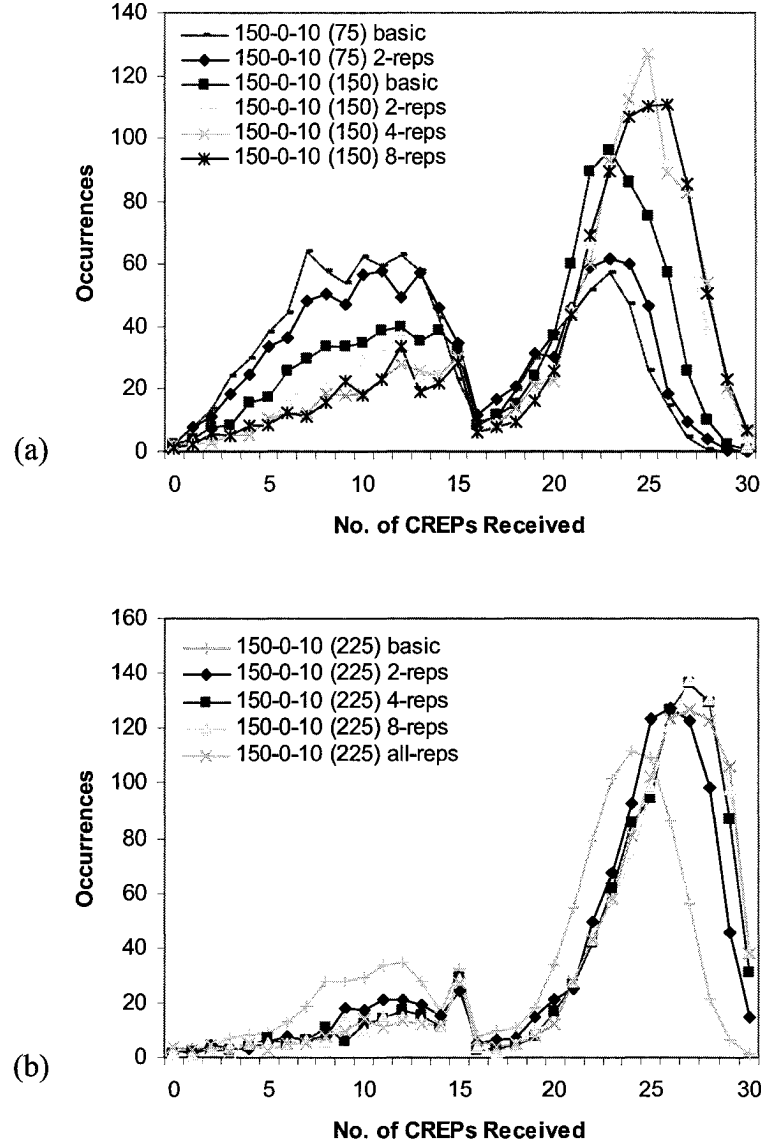 140
120
100
80
60
40
20
0
Occurrences
150-0-10 (75) basic
150-0-10 (75) 2-reps
150-0-10 (150) basic
150-0-10 (150) 2-reps
150-0-10 (150) 4-reps
150-0-10 (150) 8-reps
0 5 10 15 20 25 30
No. of CREPs Received
(a)
160
140
120
100
80
60
40
20
0
Occurrences
150-0-10 (225) basic
150-0-10 (225) 2-reps
150-0-10 (225) 4-reps
150-0-10 (225) 8-reps
150-0-10 (225) all-reps
0 5 10 15 20 25 30
No. of CREPs Received
(b)